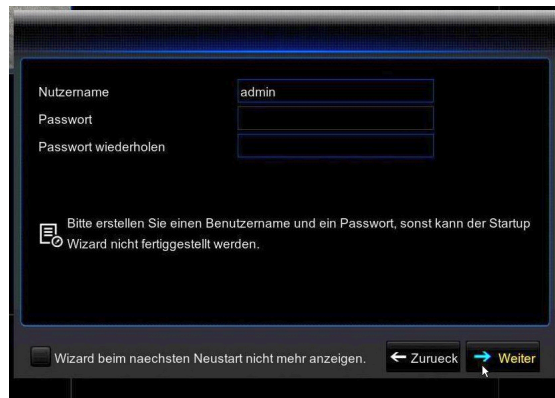 Nutzername admin
Passwort
Passwort wiederholen
Bitte erstellen Sie einen Benutzername und ein Passwort, sonst kann der Startup
Wizard nicht fertiggestellt werden.
Wizard beim naechsten Neustart nicht mehr anzeigen. Zurueck Weiter